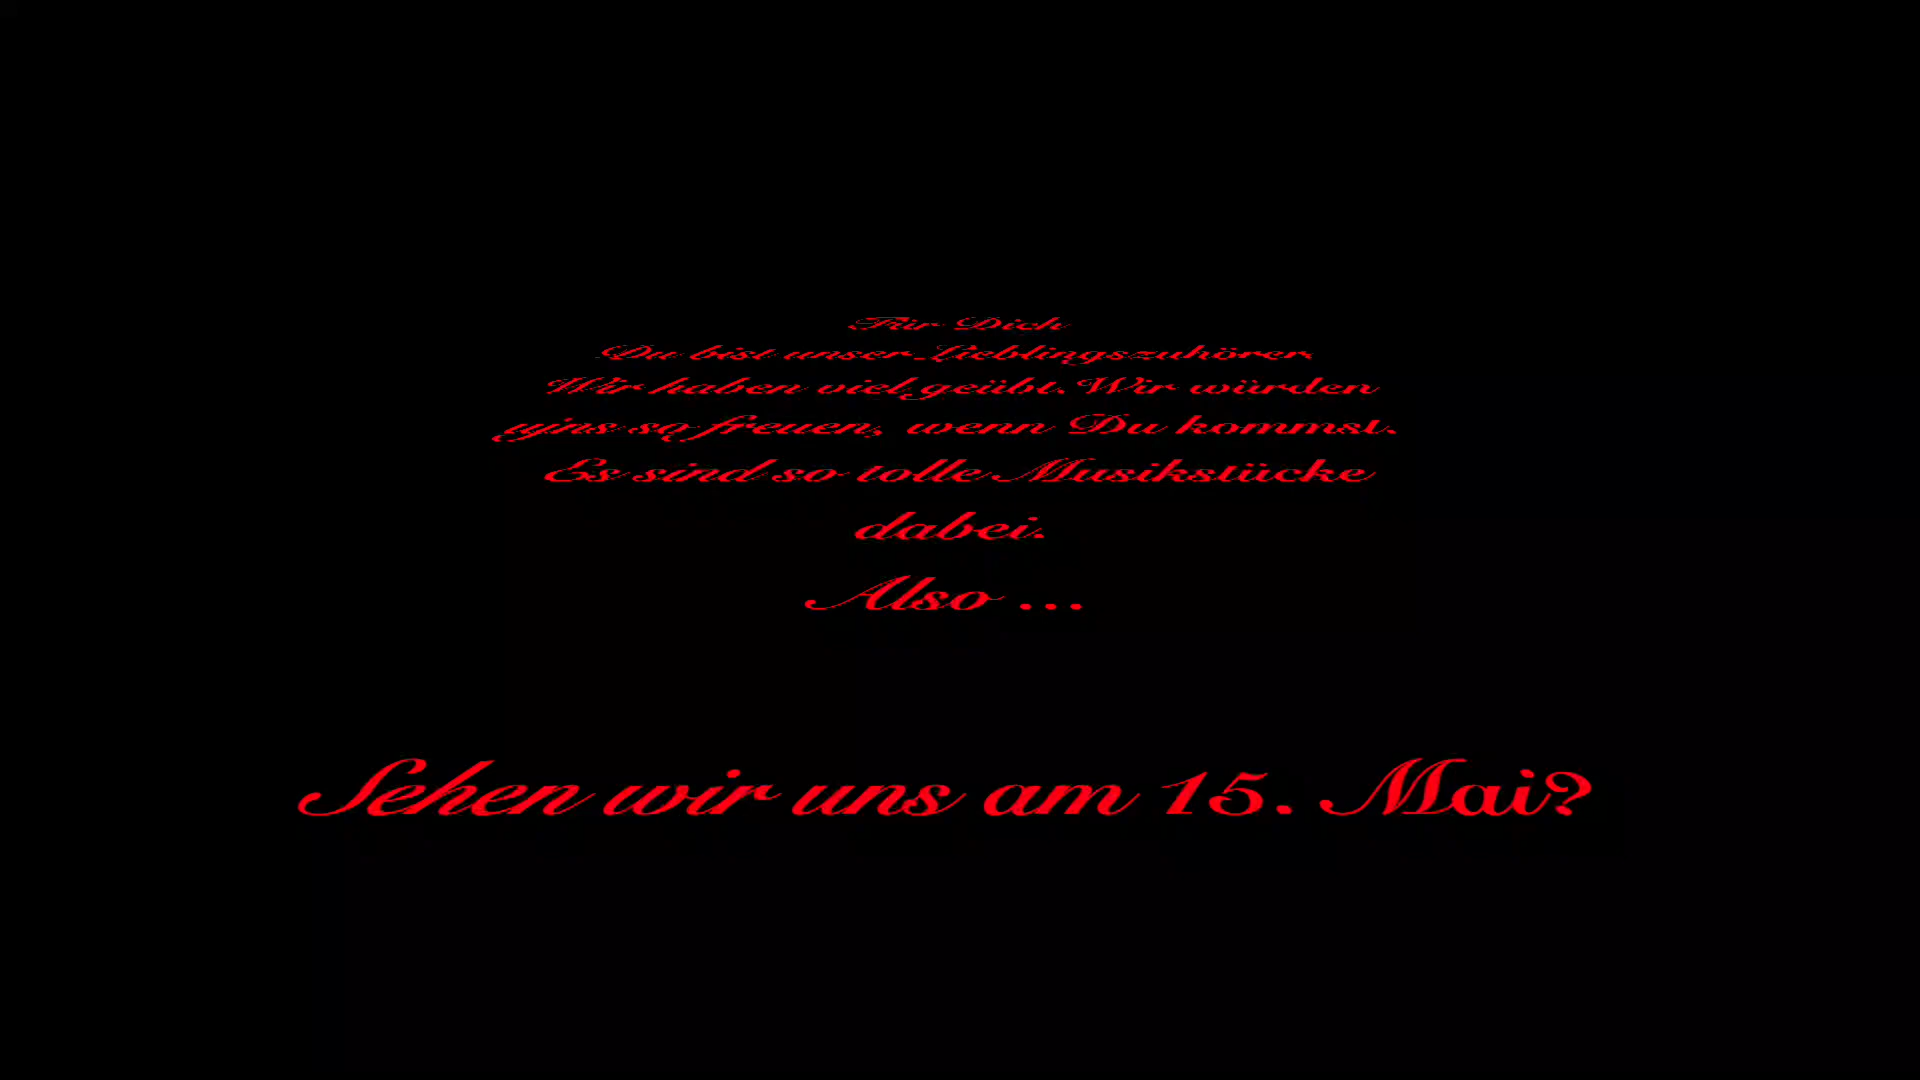 Für Dich
Du bist unser Lieblingszuhörer
Wir haben viel geübt. Wir würden
so freuen, wenn Du kommst.
Es sind so tolle Musikstücke
dabei.
Also ...
Sehen wir uns am 15. Mai?